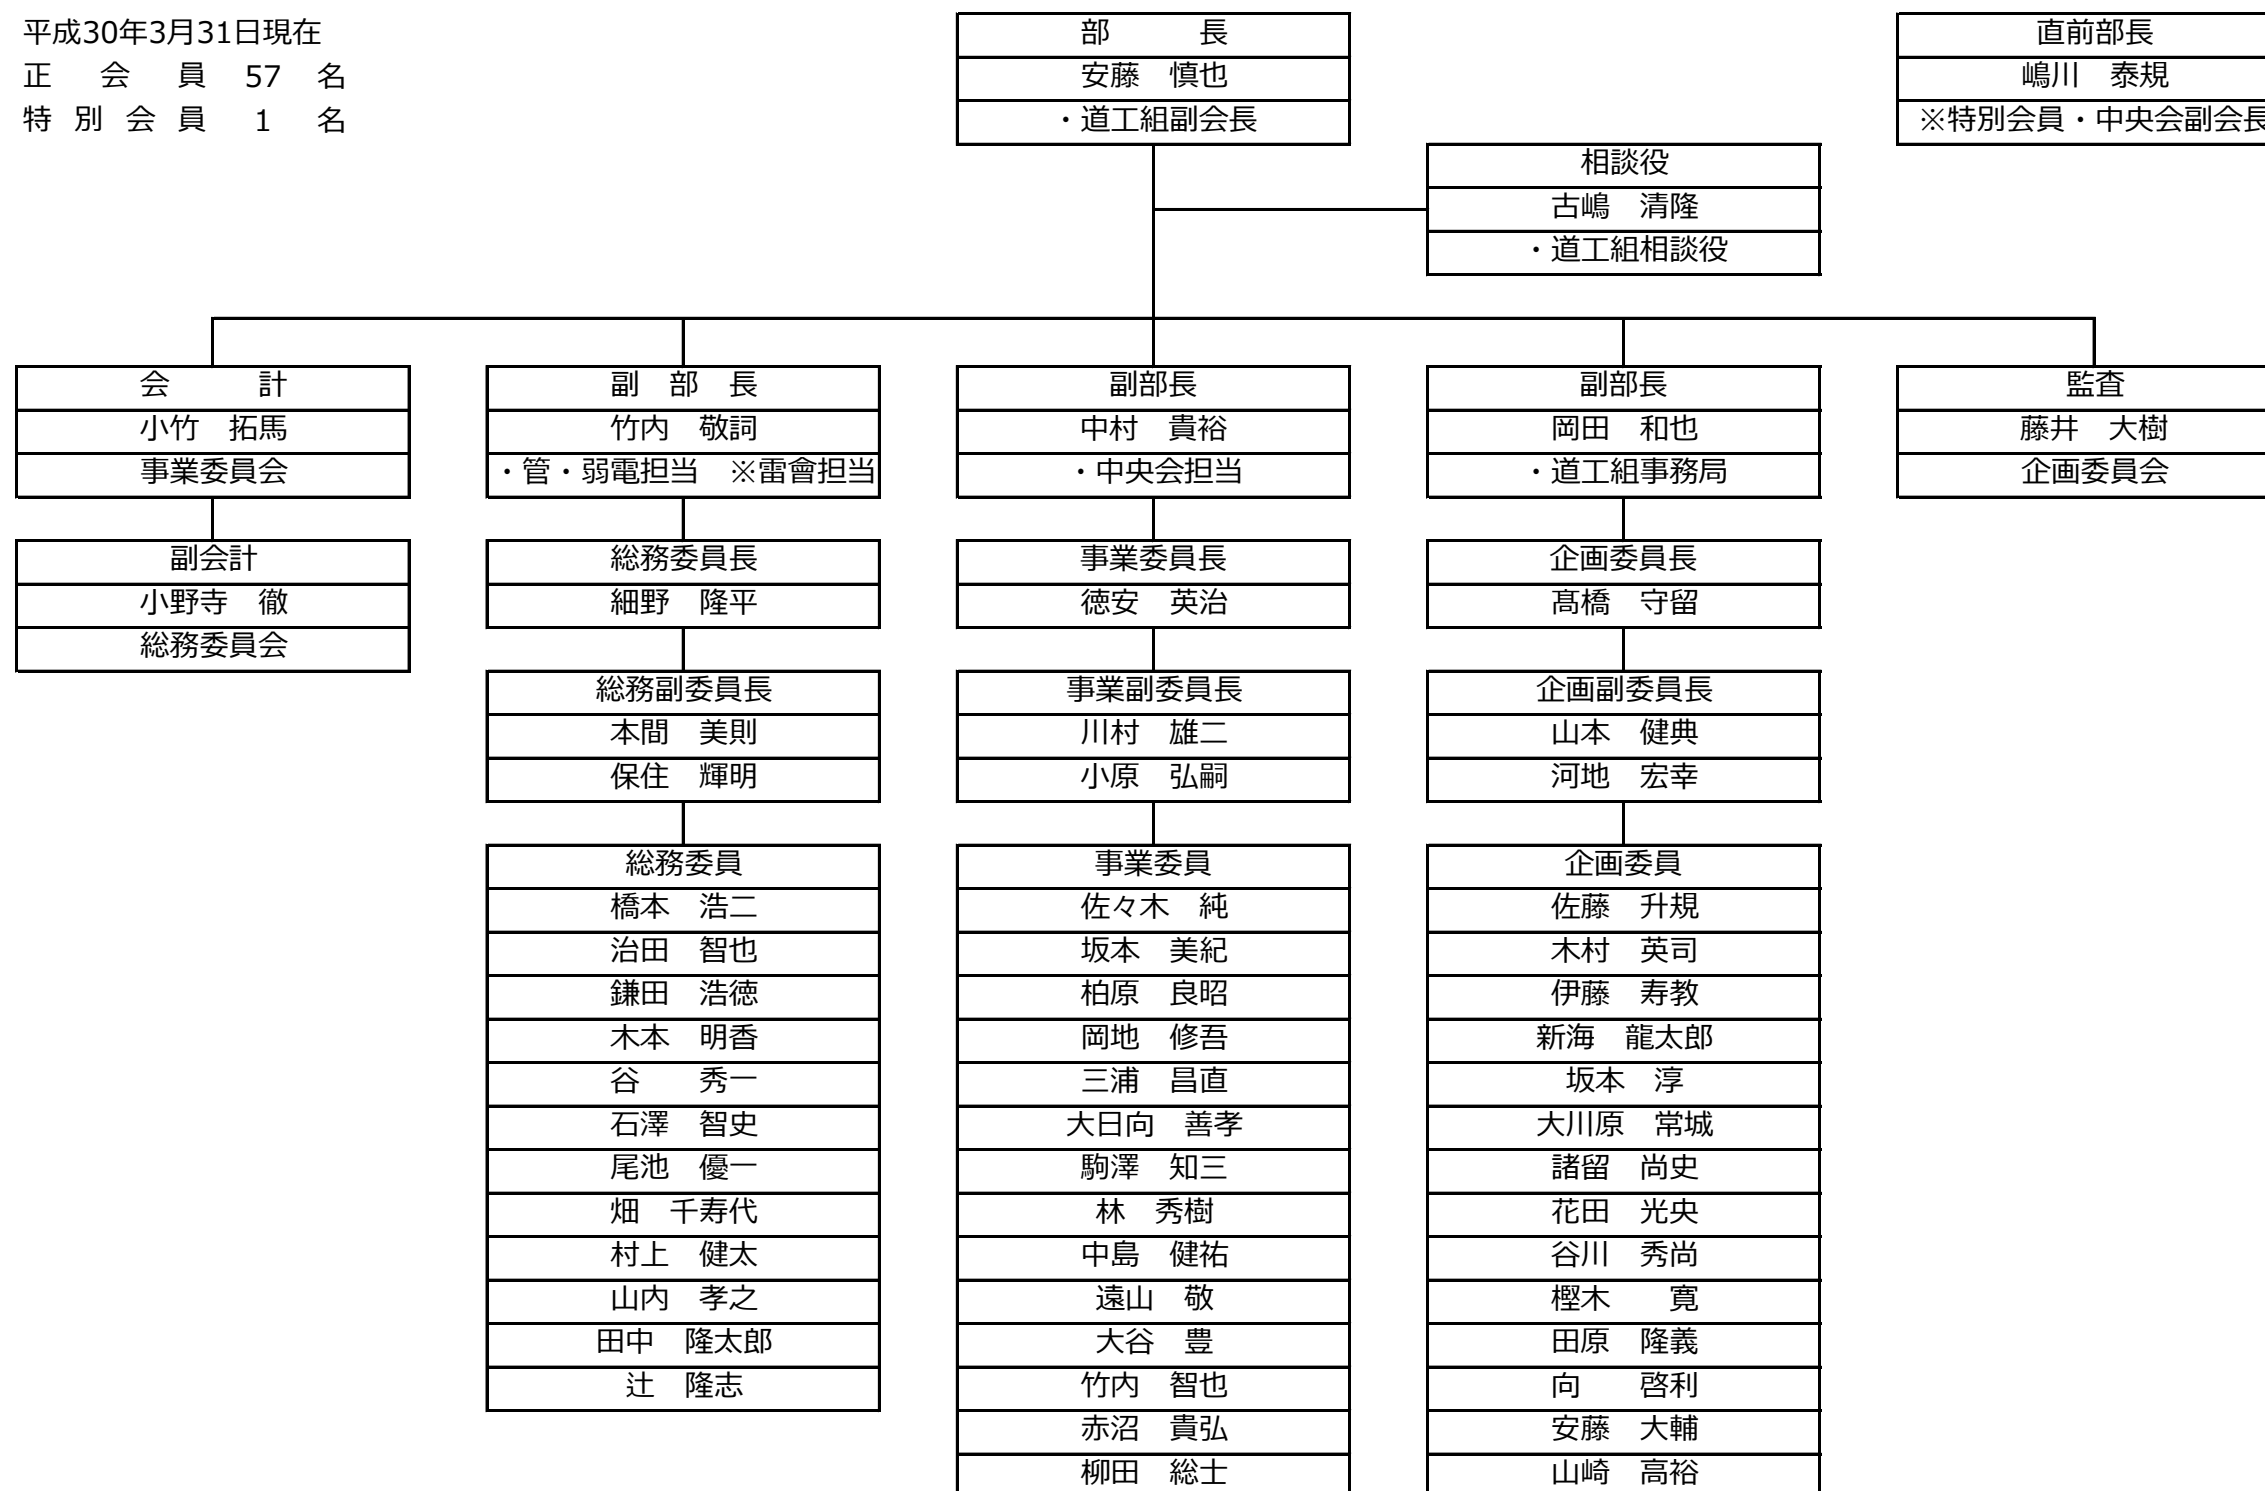 平成30年3月31日現在
正 会 員 57 名
特 別 会 員 1 名
部 長
安藤 慎也
・道工組副会長
直前部長
嶋川 泰規
※特別会員・中央会副会長
相談役
古嶋 清隆
・道工組相談役
会 計
小竹 拓馬
事業委員会
副会計
小野寺 徹
総務委員会
副 部 長
竹内 敬詞
・管・弱電担当 ※雷會担当
総務委員長
細野 隆平
総務副委員長
本間 美則
保住 輝明
総務委員
橋本 浩二
治田 智也
鎌田 浩徳
木本 明香
谷 秀一
石澤 智史
尾池 優一
畑 千寿代
村上 健太
山内 孝之
田中 隆太郎
辻 隆志
副部長
中村 貴裕
・中央会担当
事業委員長
徳安 英治
事業副委員長
川村 雄二
小原 弘嗣
事業委員
佐々木 純
坂本 美紀
柏原 良昭
岡地 修吾
三浦 昌直
大日向 善孝
駒澤 知三
林 秀樹
中島 健祐
遠山 敬
大谷 豊
竹内 智也
赤沼 貴弘
柳田 総士
副部長
岡田 和也
・道工組事務局
企画委員長
髙橋 守留
企画副委員長
山本 健典
河地 宏幸
企画委員
佐藤 升規
木村 英司
伊藤 寿教
新海 龍太郎
坂本 淳
大川原 常城
諸留 尚史
花田 光央
谷川 秀尚
樫木 寛
田原 隆義
向 啓利
安藤 大輔
山崎 高裕
監査
藤井 大樹
企画委員会